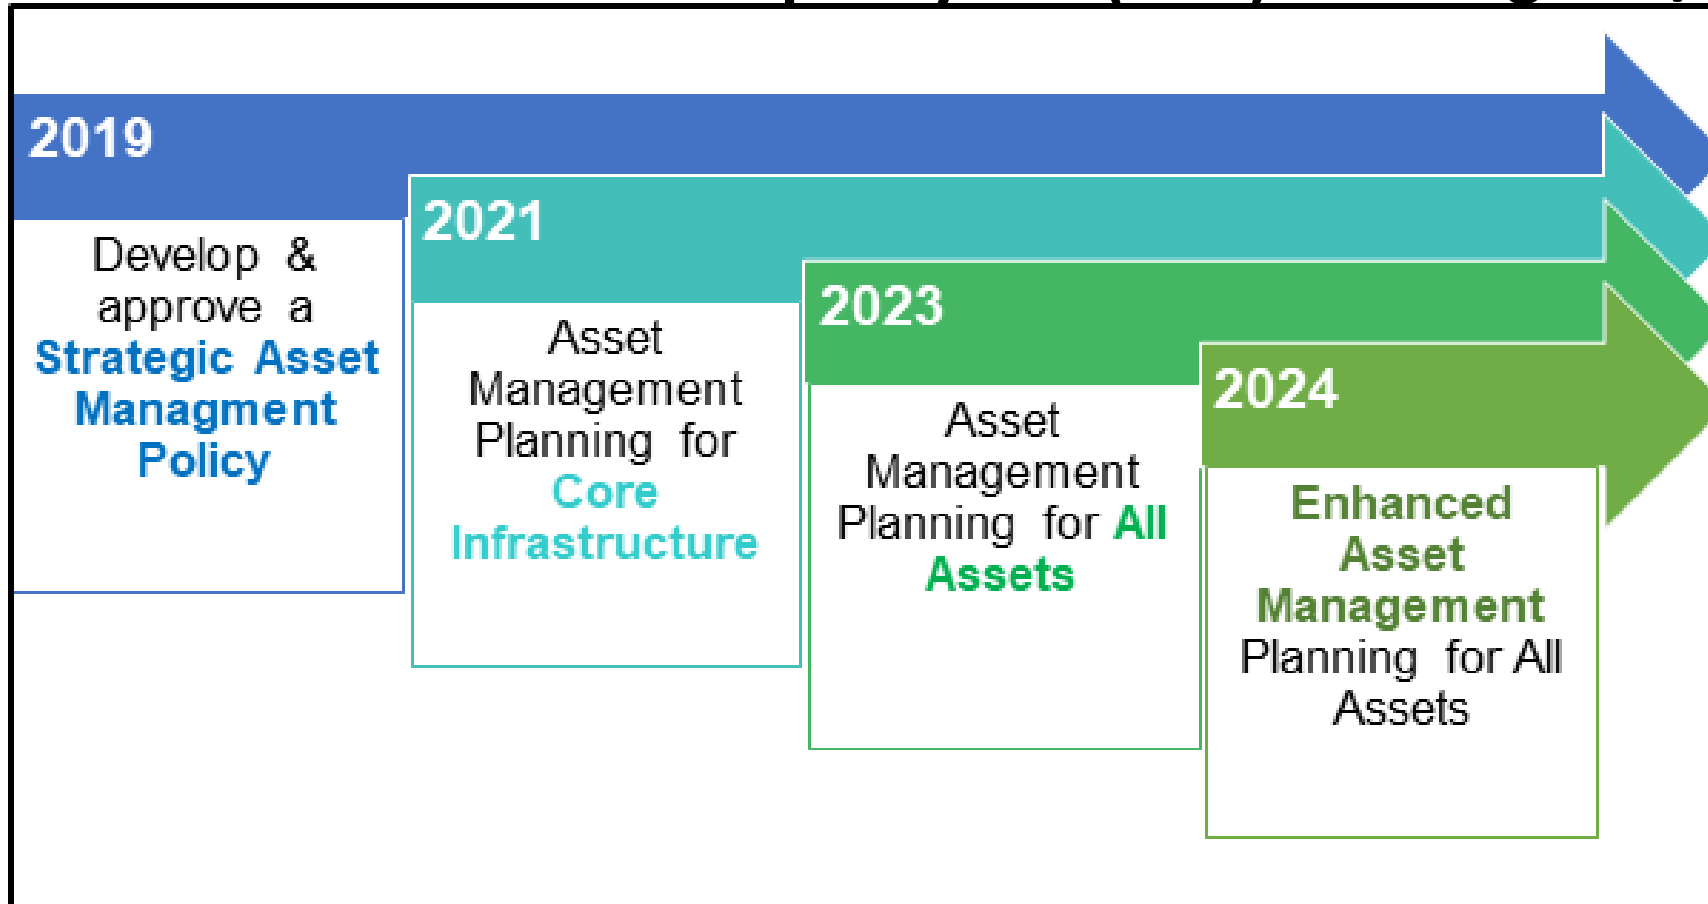 2019
Develop &
approve a
Strategic Asset
Managment
Policy
2021
Asset
Management
Planning for
Core
Infrastructure
2023
Asset
Management
Planning for All
Assets
2024
Enhanced
Asset
Management
Planning for All
Assets